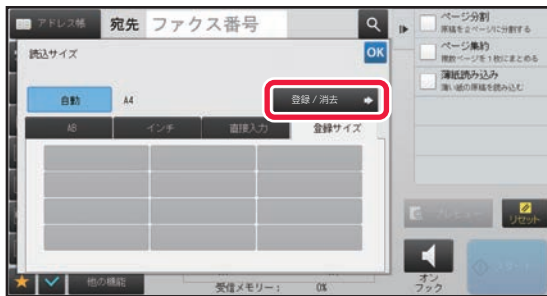 アドレス帳
宛先 ファクス番号
読込サイズ
OK
自動
A4
登録 / 消去
AB
インチ
直接入力
登録サイズ
他の機能
受信メモリー :
0%
ページ分割
原稿を2ページに分割する
ページ集約
複数ページを1枚にまとめる
薄紙読み込み
薄い紙の原稿を読み込む
プレビュー
リセット
オン
フック
スタート